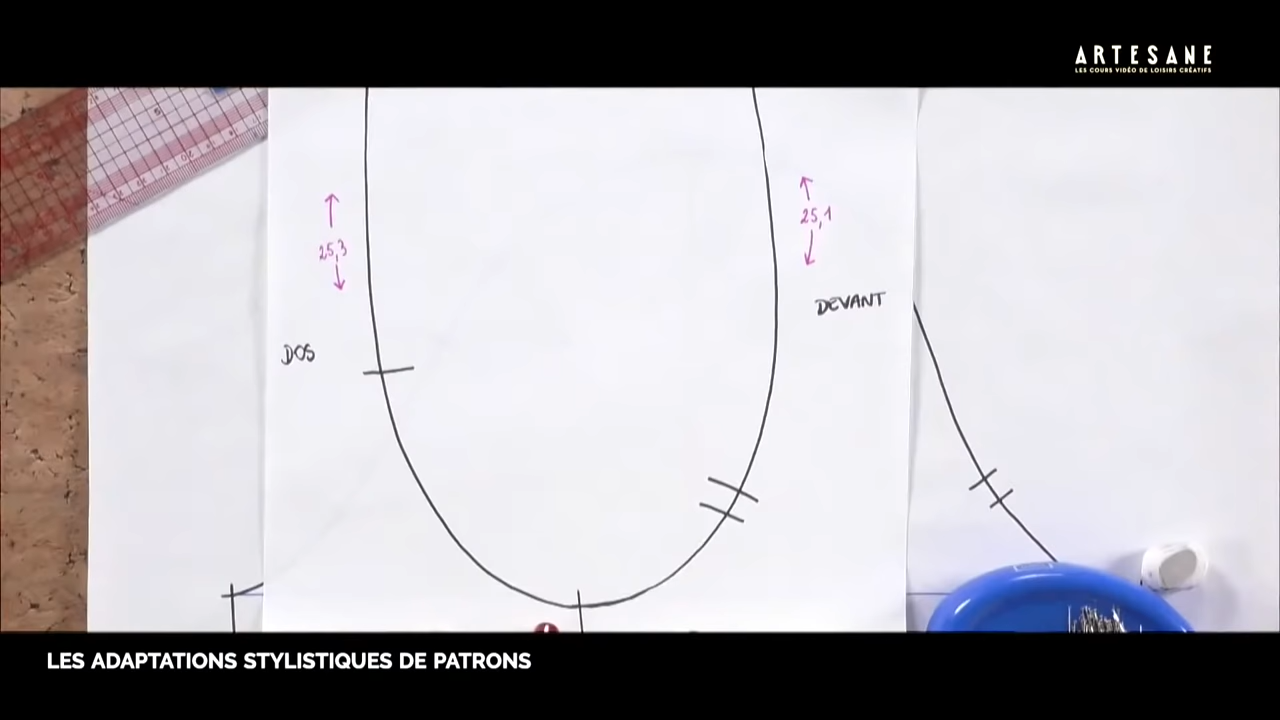 ARTESANE
LES COURS VIDÉO DE LOISIRS CRÉATIFS
25,3
25,1
DEVANT
DOS
LES ADAPTATIONS STYLISTIQUES DE PATRONS